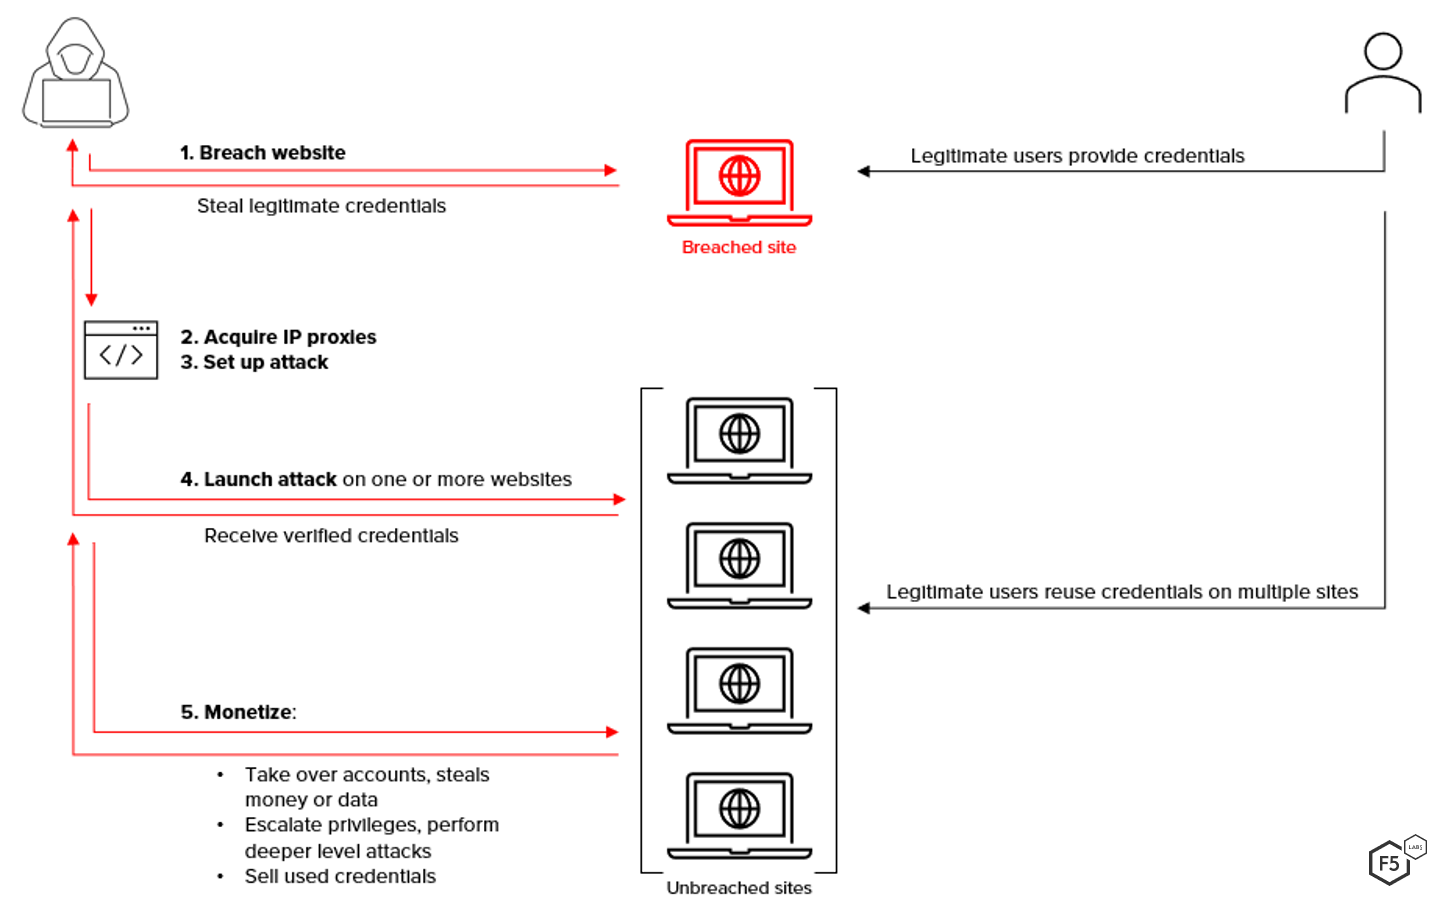 1. Breach website
Legitimate users provide credentials
Steal legitimate credentials
Breached site
</>
2. Acquire IP proxies
3. Set up attack
4. Launch attack on one or more websites
Receive verified credentials
Legitimate users reuse credentials on multiple sites
5. Monetize:
• Take over accounts, steals
money or data
• Escalate privileges, perform
deeper level attacks
• Sell used credentials
Unbreached sites
F5
LABS